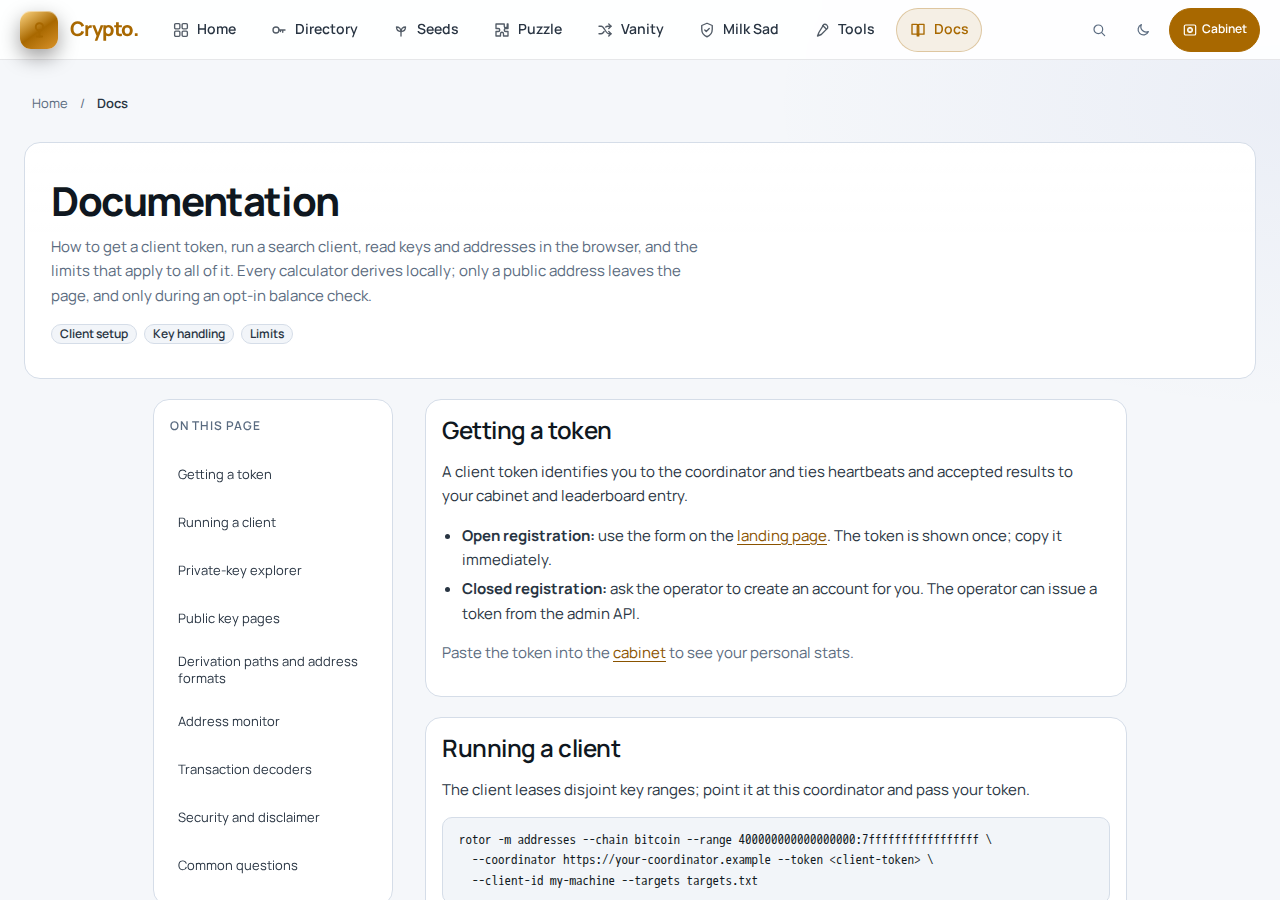 Crypto.
Home
Directory
Seeds
Puzzle
Vanity
Milk Sad
Tools
Docs
Cabinet
Home / Docs
Documentation
How to get a client token, run a search client, read keys and addresses in the browser, and the
limits that apply to all of it. Every calculator derives locally; only a public address leaves the
page, and only during an opt-in balance check.
Client setup
Key handling
Limits
ON THIS PAGE
Getting a token
Running a client
Private-key explorer
Public key pages
Derivation paths and address
formats
Address monitor
Transaction decoders
Security and disclaimer
Common questions
Getting a token
A client token identifies you to the coordinator and ties heartbeats and accepted results to
your cabinet and leaderboard entry.
• Open registration: use the form on the landing page. The token is shown once; copy it
immediately.
• Closed registration: ask the operator to create an account for you. The operator can issue a
token from the admin API.
Paste the token into the cabinet to see your personal stats.
Running a client
The client leases disjoint key ranges; point it at this coordinator and pass your token.
rotor -m addresses --chain bitcoin --range 400000000000000000:7fffffffffffffffff \
--coordinator https://your-coordinator.example --token <client-token> \
--client-id my-machine --targets targets.txt